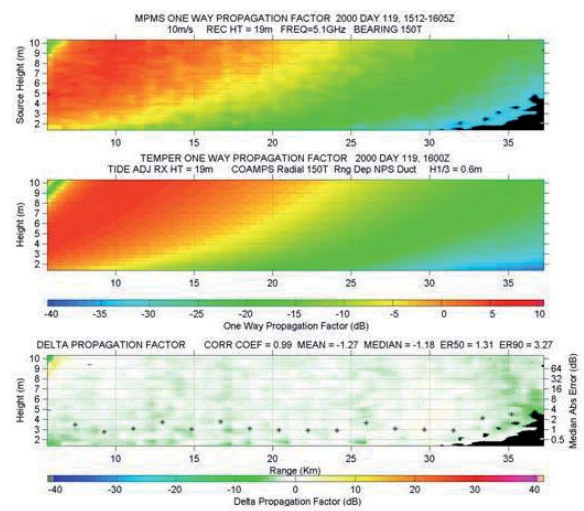 MPMS ONE WAY PROPAGATION FACTOR 2000 DAY 119, 1512-1605Z
10m/s REC HT = 19m FREQ=5.1GHz BEARING 150T
Source Height (m)
10
9
8
7
6
5
4
3
2
10 15 20 25 30 35
TEMPER ONE WAY PROPAGATION FACTOR 2000 DAY 119, 1600Z
TIDE ADJ RX HT = 19m COAMPS Radial 150T Rng Dep NPS Duct H1/3 = 0.6m
Height (m)
10
9
8
7
6
5
4
3
2
10 15 20 25 30 35
-40 -35 -30 -25 -20 -15 -10 -5 0 5 10
One Way Propagation Factor (dB)
DELTA PROPAGATION FACTOR CORR COEF = 0.99 MEAN = -1.27 MEDIAN = -1.18 ER50 = 1.31 ER90 = 3.27
Height (m)
10
9
8
7
6
5
4
3
2
64
32
16
8
4
2
1
0.5
Median Abs Error (dB)
10 15 20 25 30 35
Range (Km)
-40 -30 -20 -10 0 10 20 30 40
Delta Propagation Factor (dB)